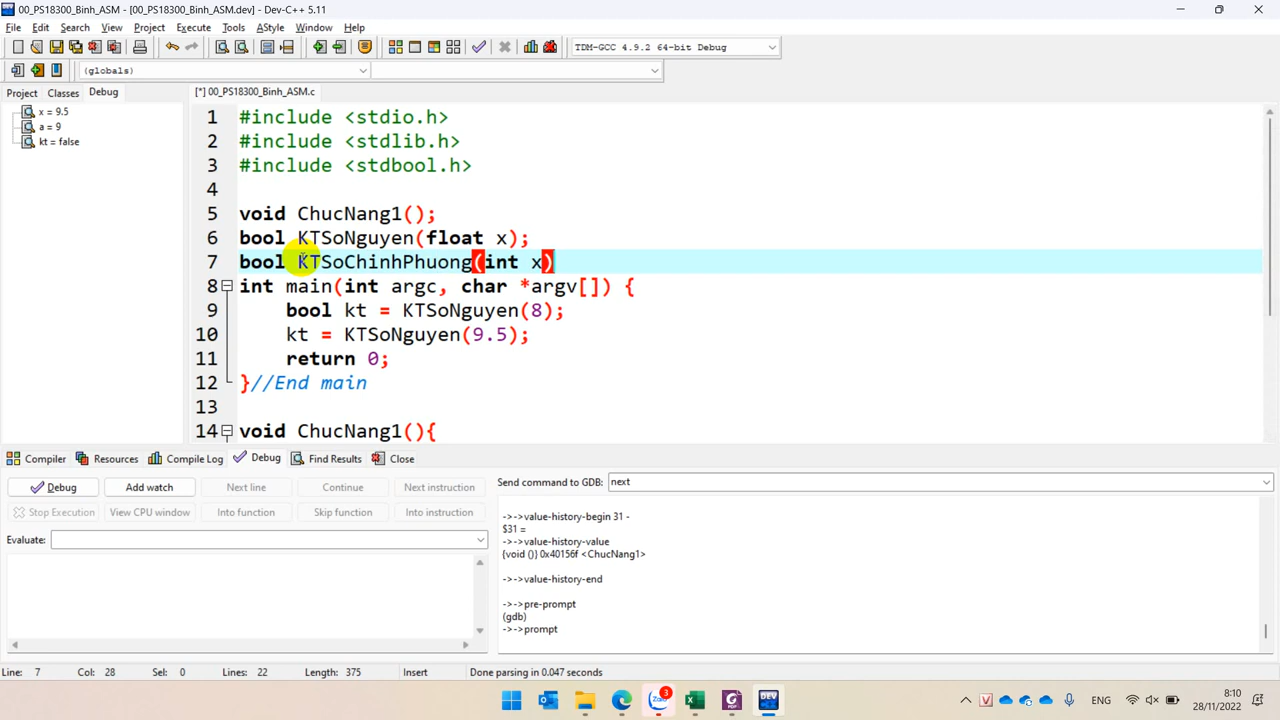 00_PS18300_Binh_ASM - [00_PS18300_Binh_ASM.dev] - Dev-C++ 5.11
File Edit Search View Project Execute Tools AStyle Window Help
TDM-GCC 4.9.2 64-bit Debug
(globals)
Project Classes Debug
[*] 00_PS18300_Binh_ASM.c
x = 9.5
a = 9
kt = false
1 #include <stdio.h>
2 #include <stdlib.h>
3 #include <stdbool.h>
4
5 void ChucNang1();
6 bool KTSoNguyen(float x);
7 bool KTSoChinhPhuong(int x)
8 int main(int argc, char *argv[]) {
9 bool kt = KTSoNguyen(8);
10 kt = KTSoNguyen(9.5);
11 return 0;
12 }//End main
13
14 void ChucNang1(){
Compiler Resources Compile Log Debug Find Results Close
Debug Add watch Next line Continue Next instruction
Stop Execution View CPU window Into function Skip function Into instruction
Evaluate:
Send command to GDB: next
->->value-history-begin 31 -
$31 =
->->value-history-value
{void ()} 0x40156f <ChucNang1>
->->value-history-end
->->pre-prompt
(gdb)
->->prompt
Line: 7 Col: 28 Sel: 0 Lines: 22 Length: 375 Insert Done parsing in 0.047 seconds
3
PDF
DEV
V
ENG
8:10
28/11/2022